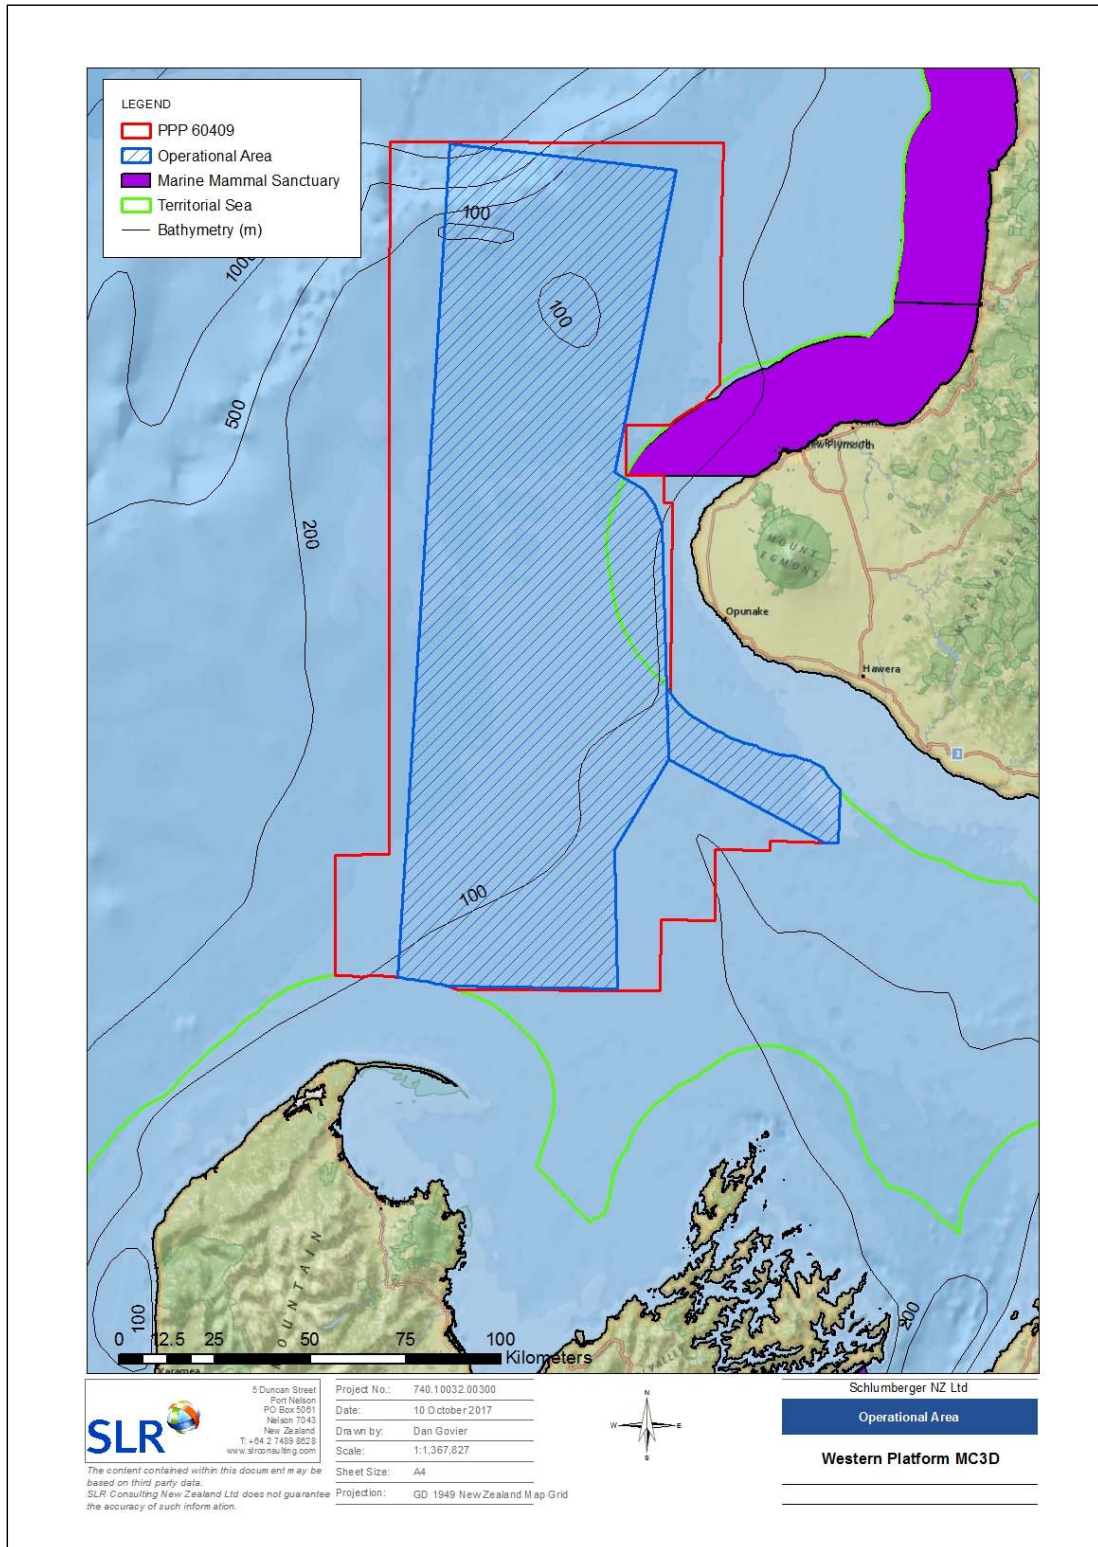 LEGEND
PPP 60409
Operational Area
Marine Mammal Sanctuary
Territorial Sea
Bathymetry (m)
100
1000
100
500
200
New Plymouth
MOUNT
EGMONT
Opunake
Hawera
3
100
MOUNTAIN
100
200
0 12.5 25 50 75 100
Kilometers
Karamea
SLR
5 Duncan Street
Port Nelson
PO Box 5061
Nelson 7043
New Zealand
T: +64 2 7489 8628
www.slrconsulting.com
The content contained within this document may be
based on third party data.
SLR Consulting New Zealand Ltd does not guarantee
the accuracy of such information.
Project No.: 740.10032.00300
Date: 10 October 2017
Drawn by: Dan Govier
Scale: 1:1,367,827
Sheet Size: A4
Projection: GD 1949 New Zealand Map Grid
N
W E
S
Schlumberger NZ Ltd
Operational Area
Western Platform MC3D